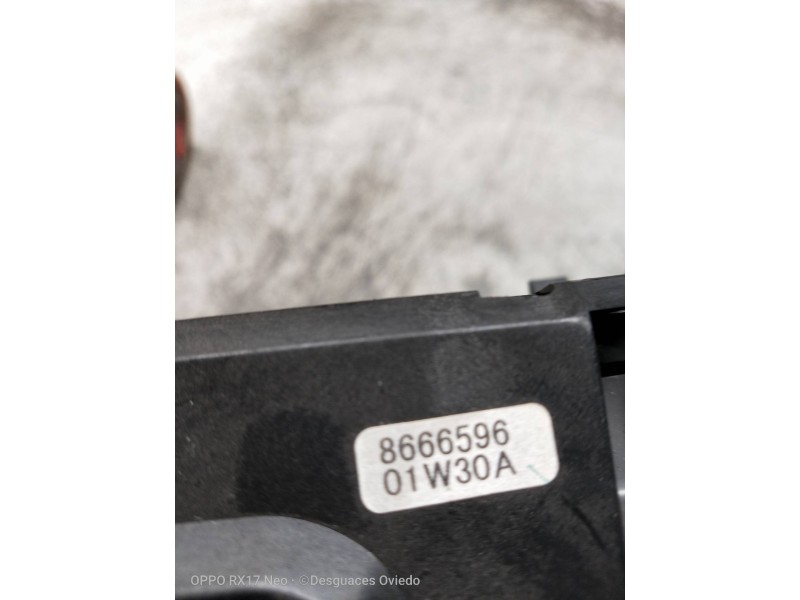 8666596
01W30A
OPPO RX17 Neo · ©Desguaces Oviedo